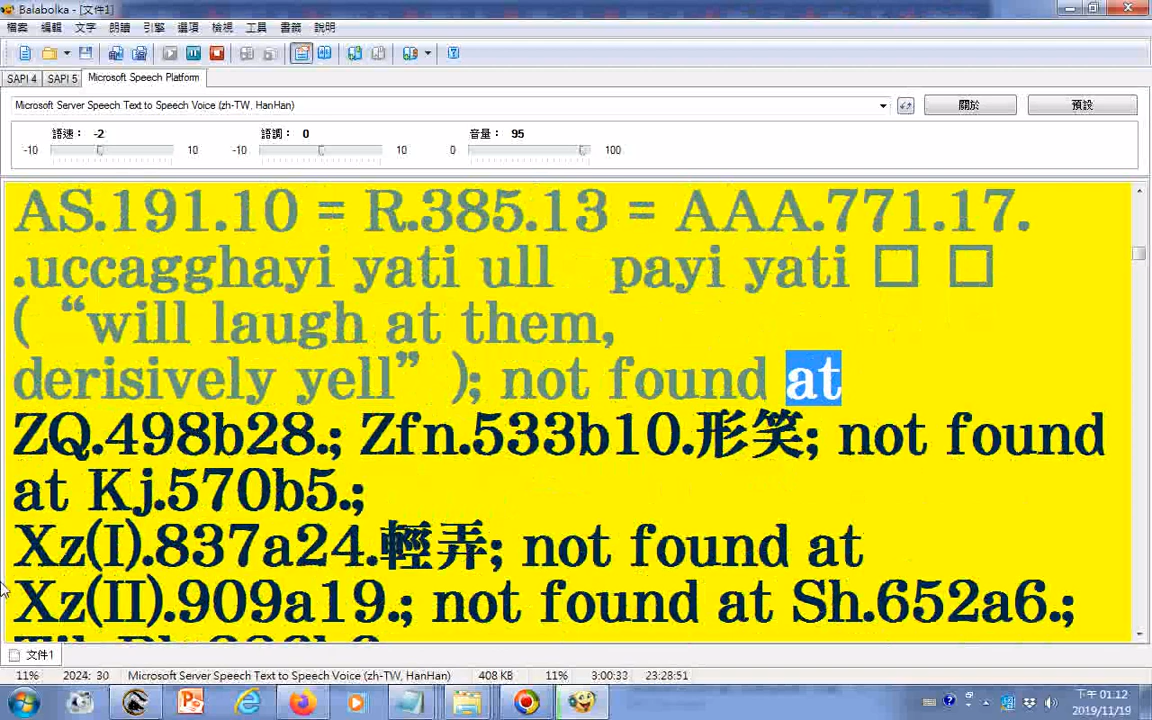 Balabolka - [文件1]
檔案 編輯 文字 朗讀 引擎 選項 檢視 工具 書籤 說明
SAPI 4 SAPI 5 Microsoft Speech Platform
Microsoft Server Speech Text to Speech Voice (zh-TW, HanHan) 關於 預設
語速： -2 語調： 0 音量： 95
-10 10 -10 10 0 100
AS.191.10 = R.385.13 = AAA.771.17.
.uccagghayi yati ull payi yati □ □
( “will laugh at them,
derisively yell” ); not found at
ZQ.498b28.; Zfn.533b10.形笑; not found
at Kj.570b5.;
Xz(I).837a24.輕弄; not found at
Xz(II).909a19.; not found at Sh.652a6.;
文件1
11% 2024: 30 Microsoft Server Speech Text to Speech Voice (zh-TW, HanHan) 408 KB 11% 3:00:33 23:28:51
下午 01:12
2019/11/19